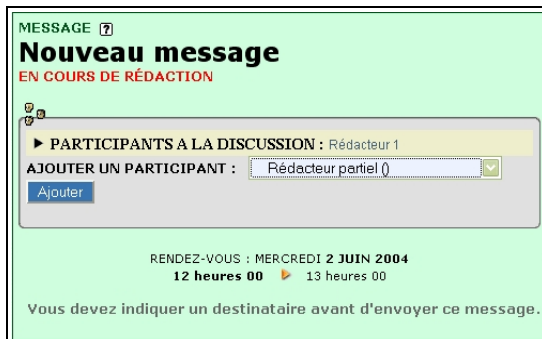 MESSAGE ?
Nouveau message
EN COURS DE RÉDACTION
PARTICIPANTS A LA DISCUSSION : Rédacteur 1
AJOUTER UN PARTICIPANT : Rédacteur partiel ()
Ajouter
RENDEZ-VOUS : MERCREDI 2 JUIN 2004
12 heures 00 13 heures 00
Vous devez indiquer un destinataire avant d'envoyer ce message.